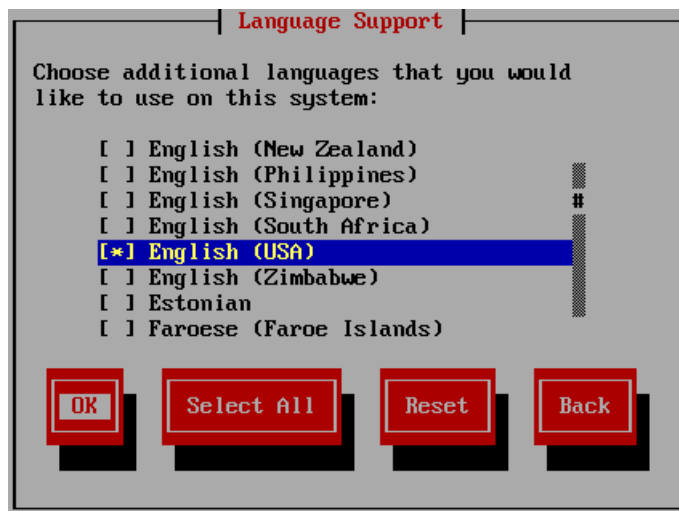 Language Support
Choose additional languages that you would
like to use on this system:
[ ] English (New Zealand)
[ ] English (Philippines)
[ ] English (Singapore) #
[ ] English (South Africa)
[*] English (USA)
[ ] English (Zimbabwe)
[ ] Estonian
[ ] Faroese (Faroe Islands)
OK Select All Reset Back